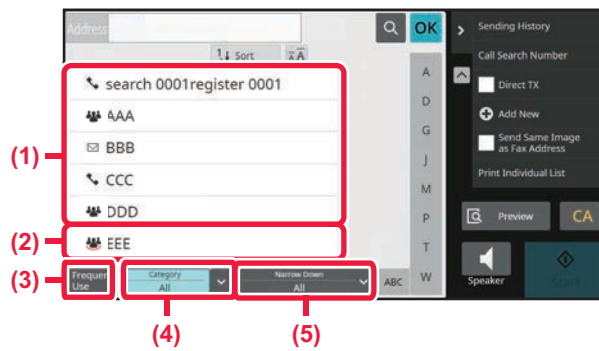 Address
OK
Sort
AA
search 0001register 0001
AAA
BBB
CCC
DDD
EEE
Frequen
Use
Category
All
Narrow Down
All
ABC
A
D
G
J
M
P
T
W
Sending History
Call Search Number
Direct TX
Add New
Send Same Image
as Fax Address
Print Individual List
Preview
CA
Speaker
Start
(1)
(2)
(3)
(4)
(5)